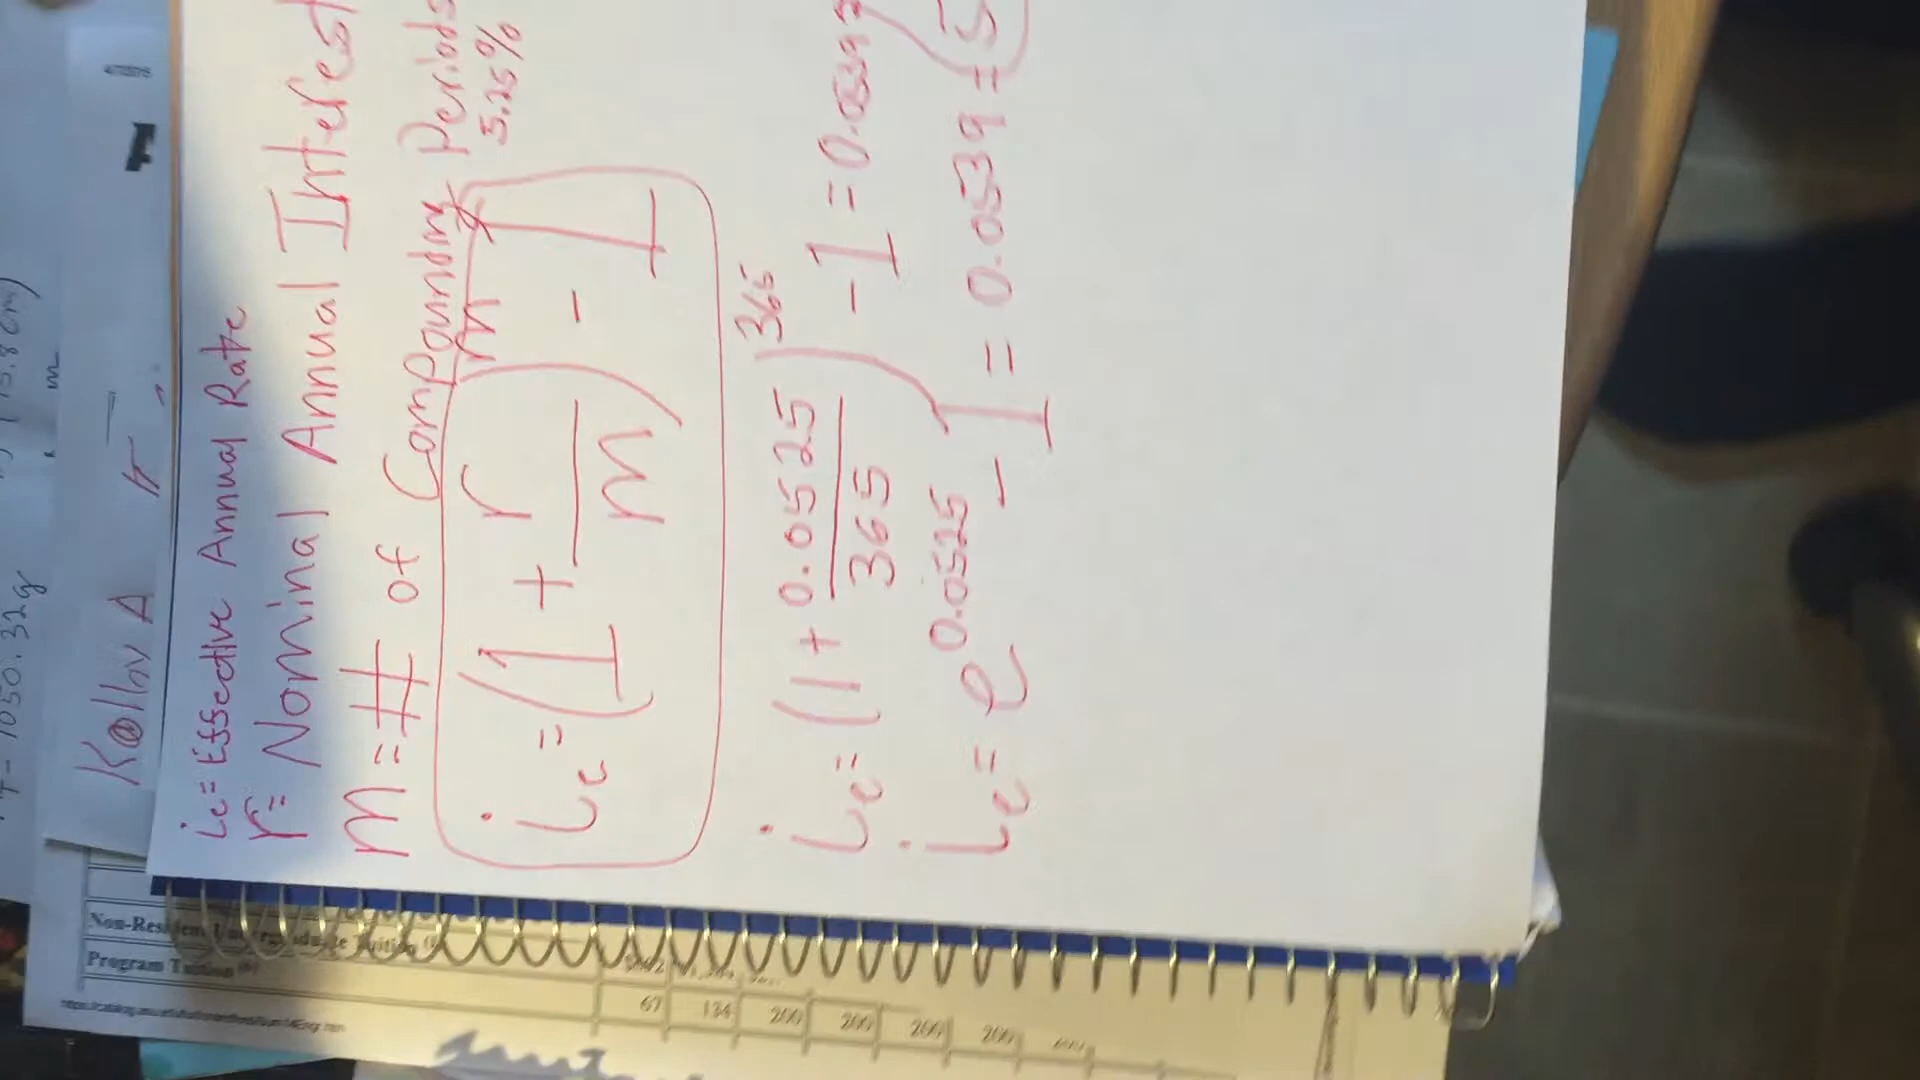 ie = Effective Annual Rate
r = Nominal Annual Interest
m = # of Compounding Periods
5.25%
ie = (1 + r/m)^m - 1
ie = (1 + 0.0525/365)^365 - 1 = 0.0539
ie = e^0.0525 - 1 = 0.0539 = 5
1050.32g
Non-Resident Undergraduate Tuition
Program Tuition
67 134 200 200 200 200